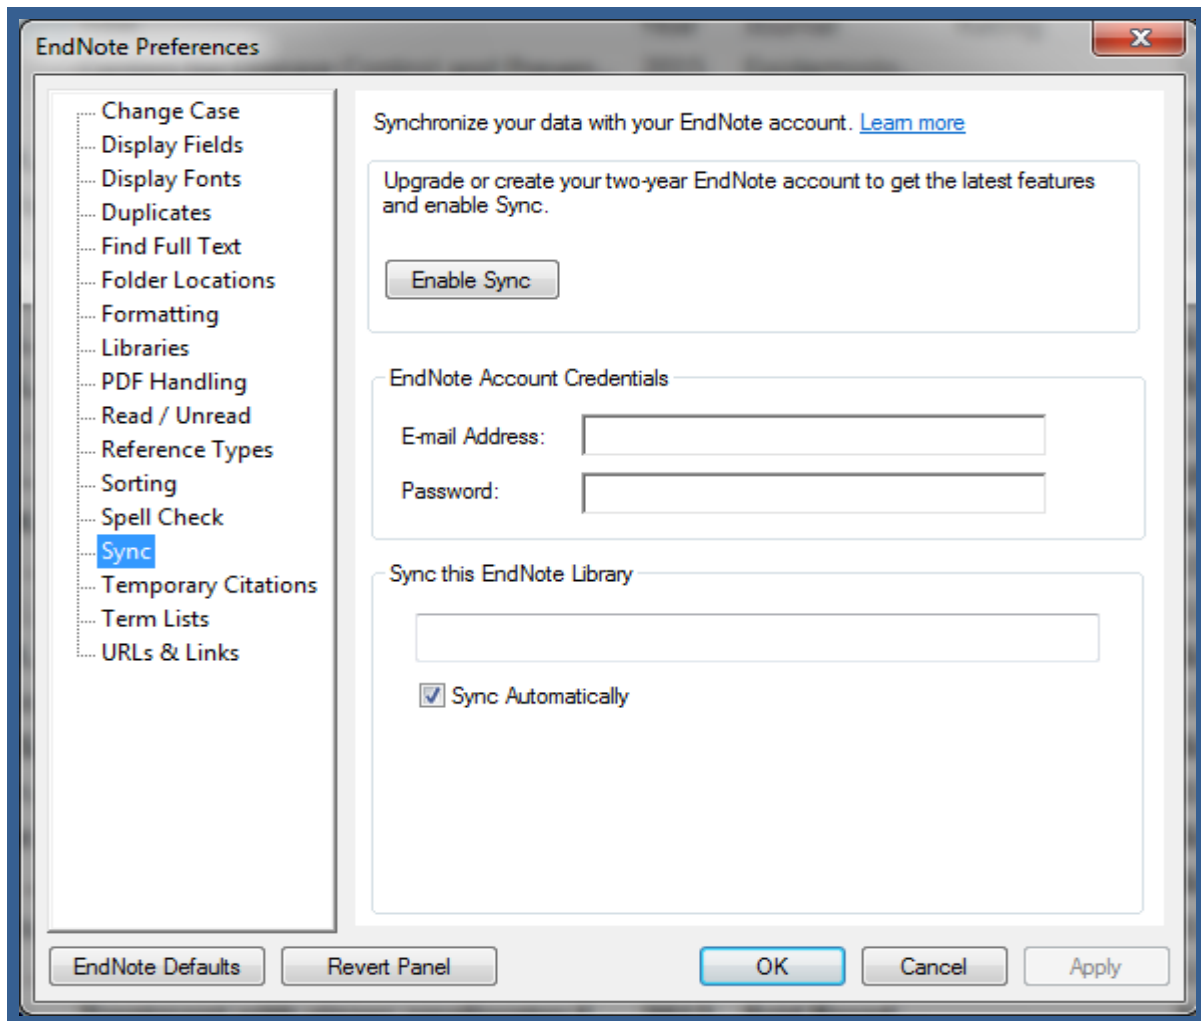 EndNote Preferences
Change Case
Display Fields
Display Fonts
Duplicates
Find Full Text
Folder Locations
Formatting
Libraries
PDF Handling
Read / Unread
Reference Types
Sorting
Spell Check
Sync
Temporary Citations
Term Lists
URLs & Links
Synchronize your data with your EndNote account. Learn more
Upgrade or create your two-year EndNote account to get the latest features
and enable Sync.
Enable Sync
EndNote Account Credentials
E-mail Address:
Password:
Sync this EndNote Library
Sync Automatically
EndNote Defaults
Revert Panel
OK
Cancel
Apply